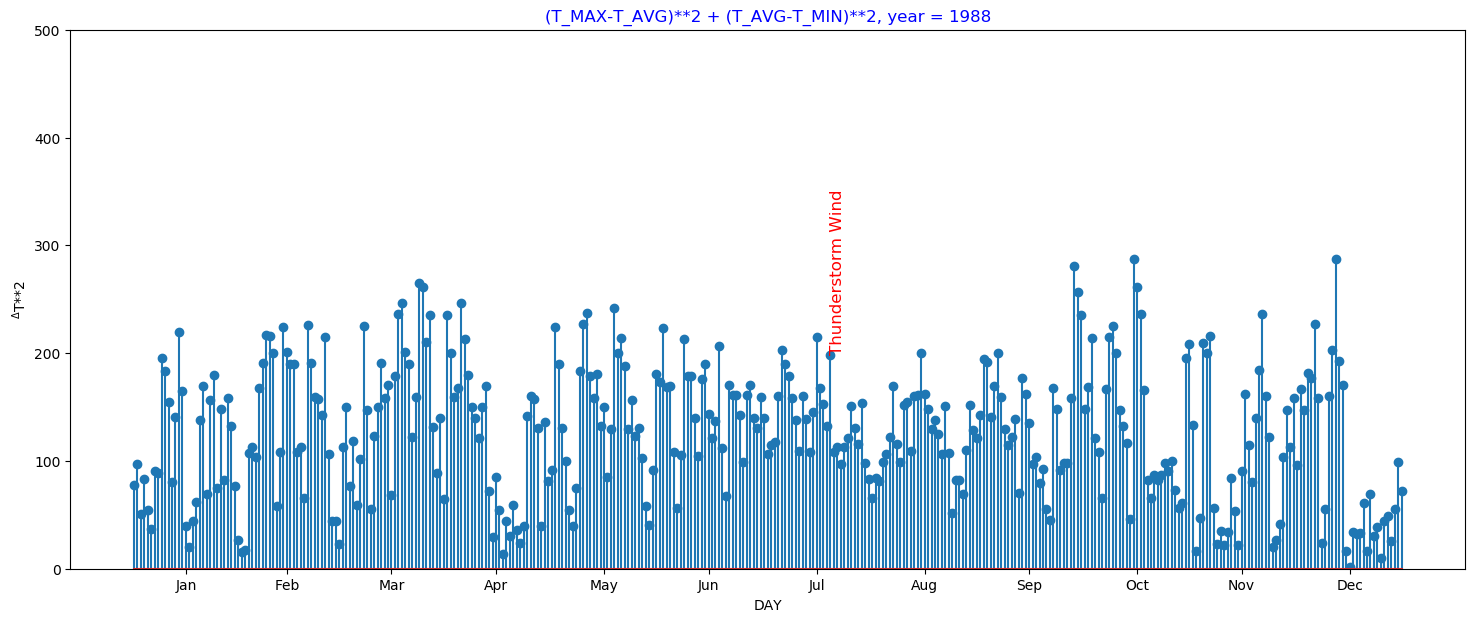 (T_MAX-T_AVG)**2 + (T_AVG-T_MIN)**2, year = 1988
500
400
300
200
100
0
ΔT**2
Thunderstorm Wind
Jan Feb Mar Apr May Jun Jul Aug Sep Oct Nov Dec
DAY